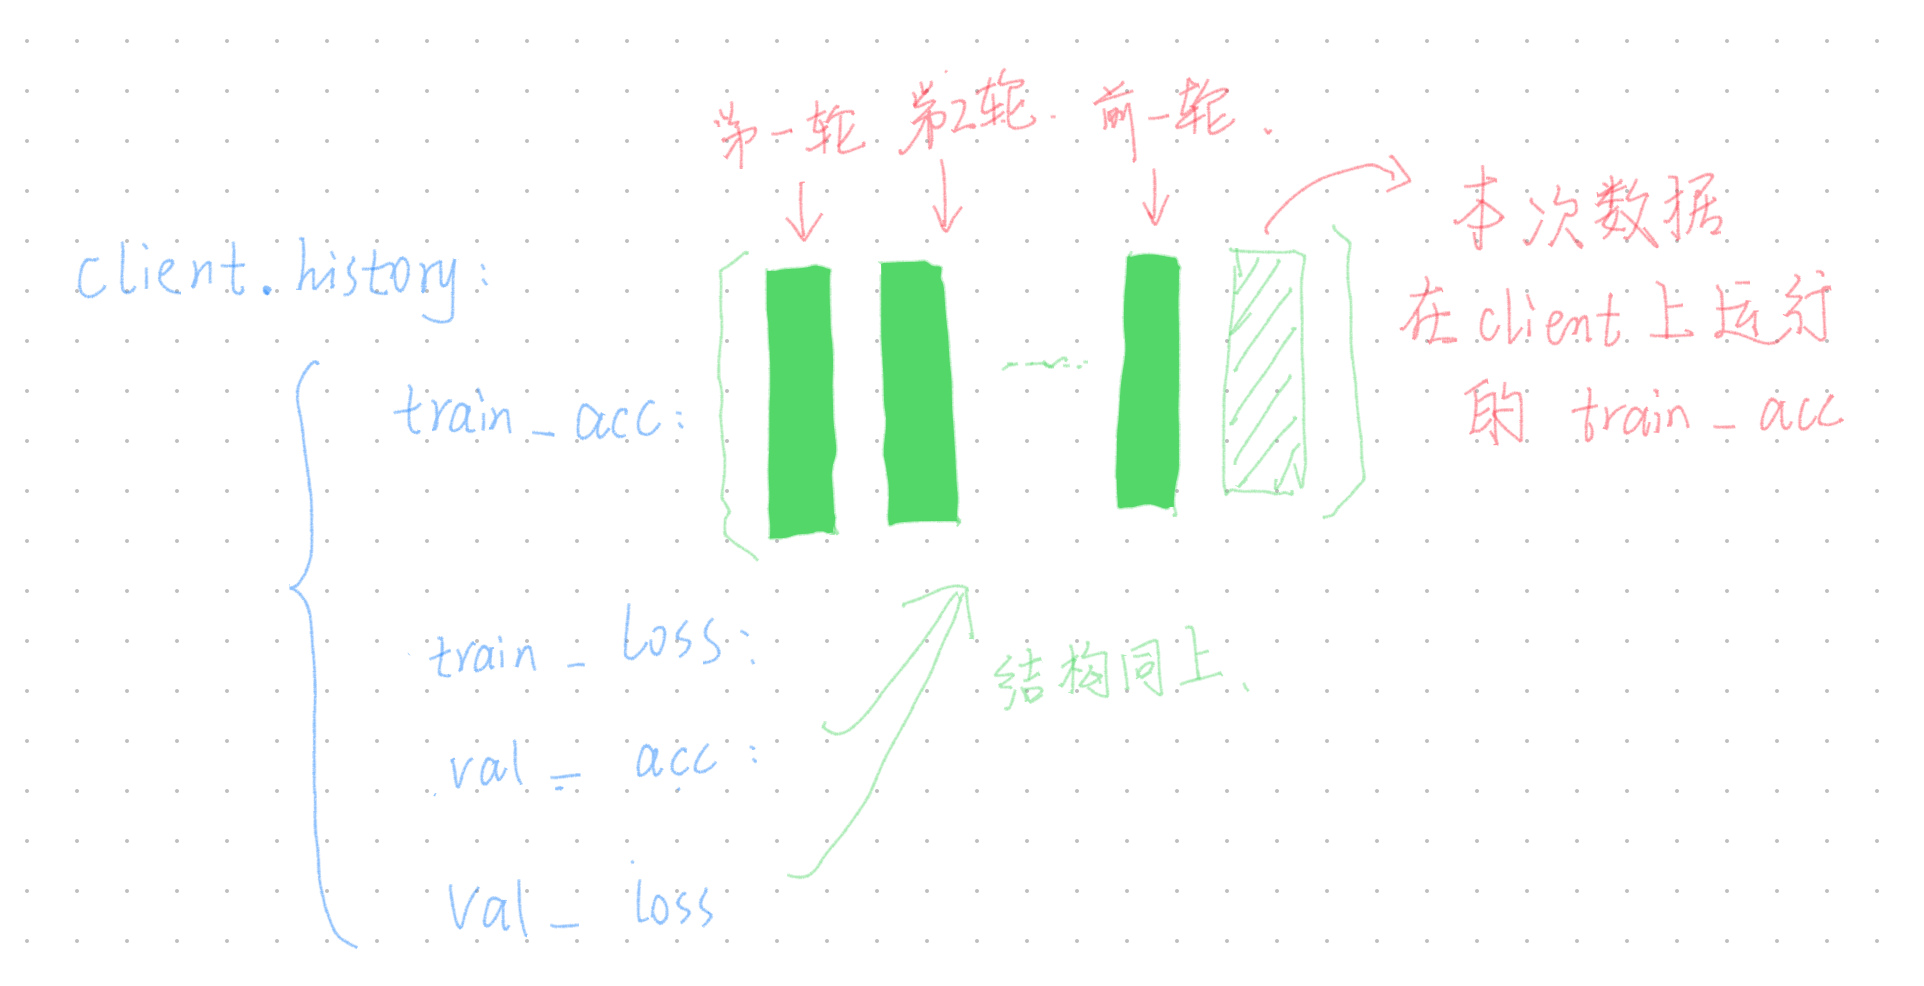 第一轮 第2轮. 前一轮.
本次数据
在client上运行
的 train_acc
client.history:
train_acc:
train_loss:
结构同上、
val_acc:
val_loss